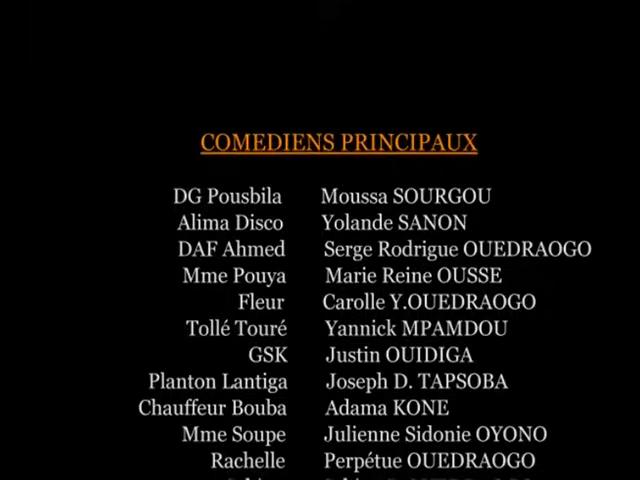 COMEDIENS PRINCIPAUX
DG Pousbila Moussa SOURGOU
Alima Disco Yolande SANON
DAF Ahmed Serge Rodrigue OUEDRAOGO
Mme Pouya Marie Reine OUSSE
Fleur Carolle Y.OUEDRAOGO
Tollé Touré Yannick MPAMDOU
GSK Justin OUIDIGA
Planton Lantiga Joseph D. TAPSOBA
Chauffeur Bouba Adama KONE
Mme Soupe Julienne Sidonie OYONO
Rachelle Perpétue OUEDRAOGO